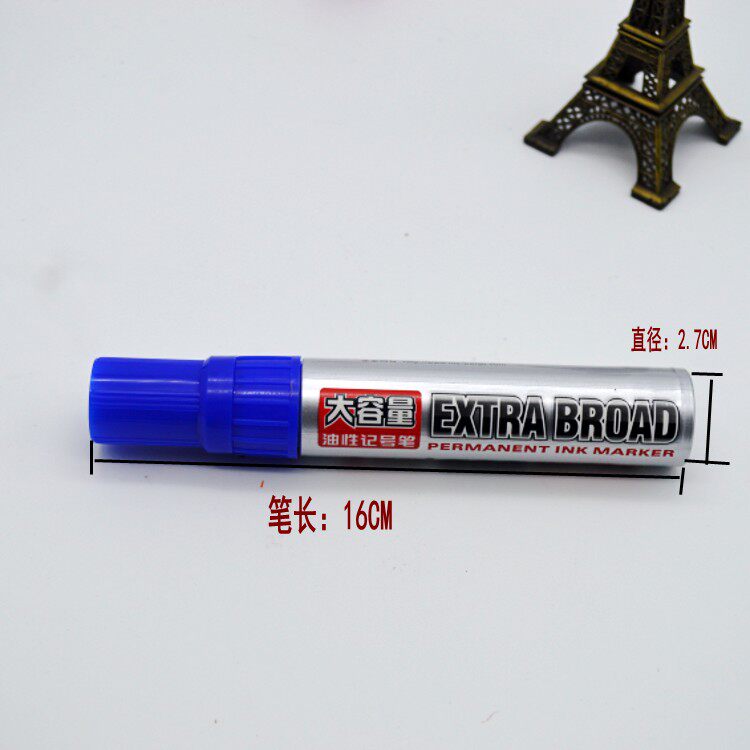 直径：2.7CM
大容量
油性记号笔
EXTRA BROAD
PERMANENT INK MARKER
笔长：16CM